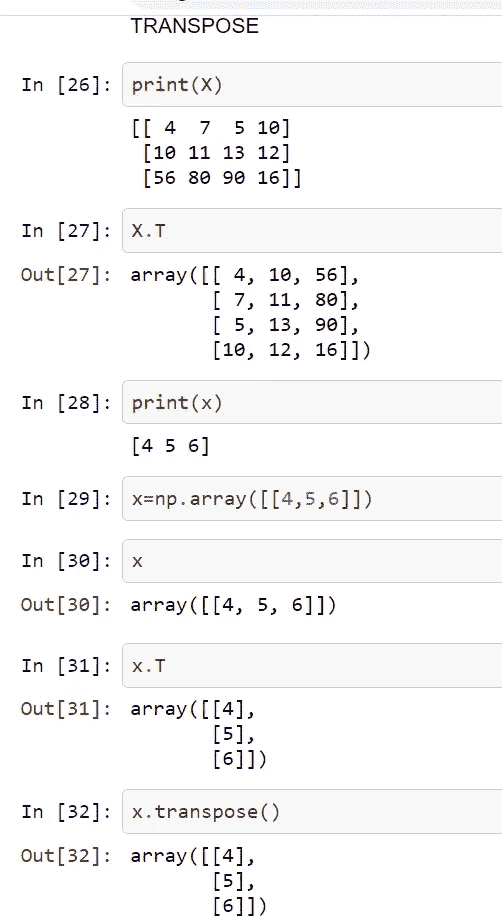 TRANSPOSE
In [26]: print(X)
[[ 4  7  5 10]
 [10 11 13 12]
 [56 80 90 16]]
In [27]: X.T
Out[27]: array([[ 4, 10, 56],
       [ 7, 11, 80],
       [ 5, 13, 90],
       [10, 12, 16]])
In [28]: print(x)
[4 5 6]
In [29]: x=np.array([[4,5,6]])
In [30]: x
Out[30]: array([[4, 5, 6]])
In [31]: x.T
Out[31]: array([[4],
       [5],
       [6]])
In [32]: x.transpose()
Out[32]: array([[4],
       [5],
       [6]])